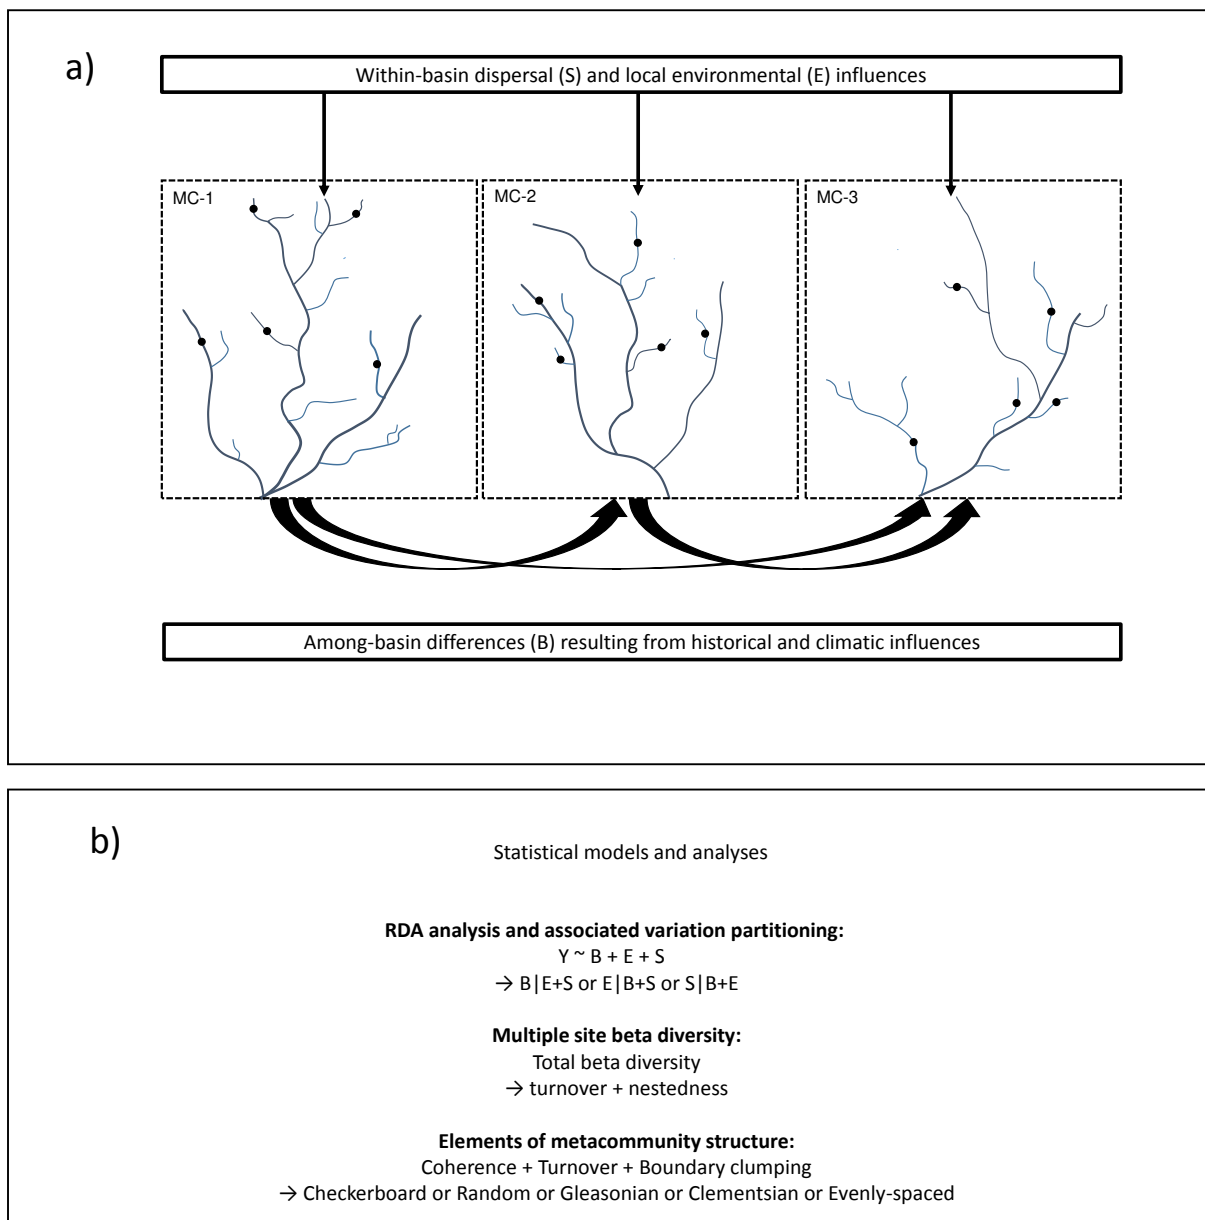 a)
Within-basin dispersal (S) and local environmental (E) influences
MC-1
MC-2
MC-3
Among-basin differences (B) resulting from historical and climatic influences
b)
Statistical models and analyses
RDA analysis and associated variation partitioning:
Y ~ B + E + S
→ B|E+S or E|B+S or S|B+E
Multiple site beta diversity:
Total beta diversity
→ turnover + nestedness
Elements of metacommunity structure:
Coherence + Turnover + Boundary clumping
→ Checkerboard or Random or Gleasonian or Clementsian or Evenly-spaced